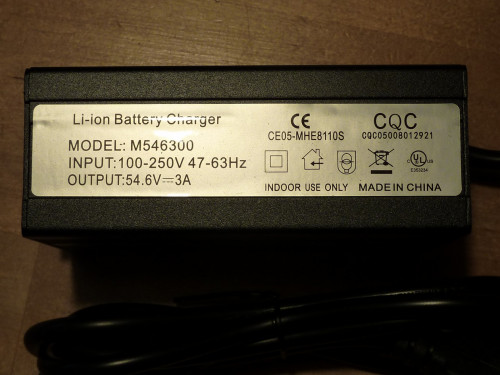 Li-ion Battery Charger
MODEL: M546300
INPUT:100-250V 47-63Hz
OUTPUT:54.6V⎓3A
CE
CE05-MHE8110S
CQC
CQC05008012921
UL
INDOOR USE ONLY
MADE IN CHINA